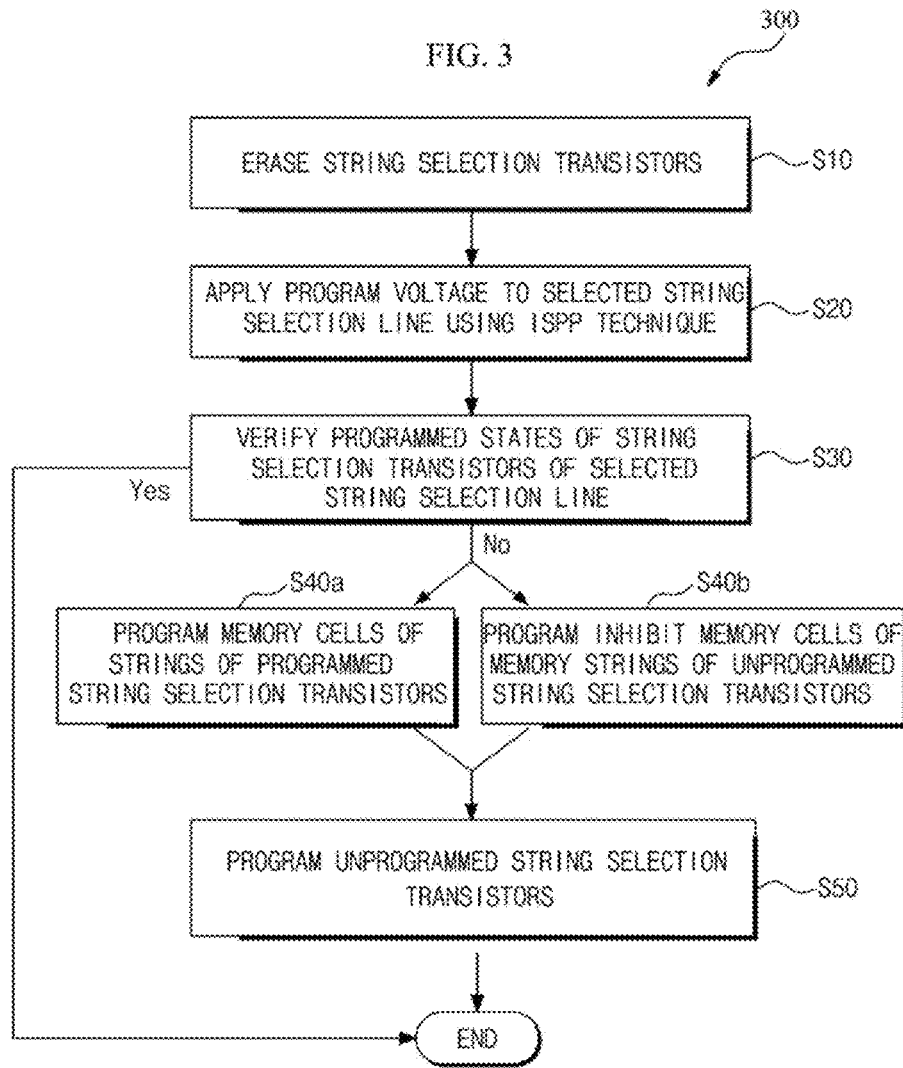 300
FIG. 3
ERASE STRING SELECTION TRANSISTORS
S10
APPLY PROGRAM VOLTAGE TO SELECTED STRING
SELECTION LINE USING ISPP TECHNIQUE
S20
VERIFY PROGRAMMED STATES OF STRING
SELECTION TRANSISTORS OF SELECTED
STRING SELECTION LINE
S30
Yes
No
S40a
S40b
PROGRAM MEMORY CELLS OF
STRINGS OF PROGRAMMED
STRING SELECTION TRANSISTORS
PROGRAM INHIBIT MEMORY CELLS OF
MEMORY STRINGS OF UNPROGRAMMED
STRING SELECTION TRANSISTORS
PROGRAM UNPROGRAMMED STRING SELECTION
TRANSISTORS
S50
END